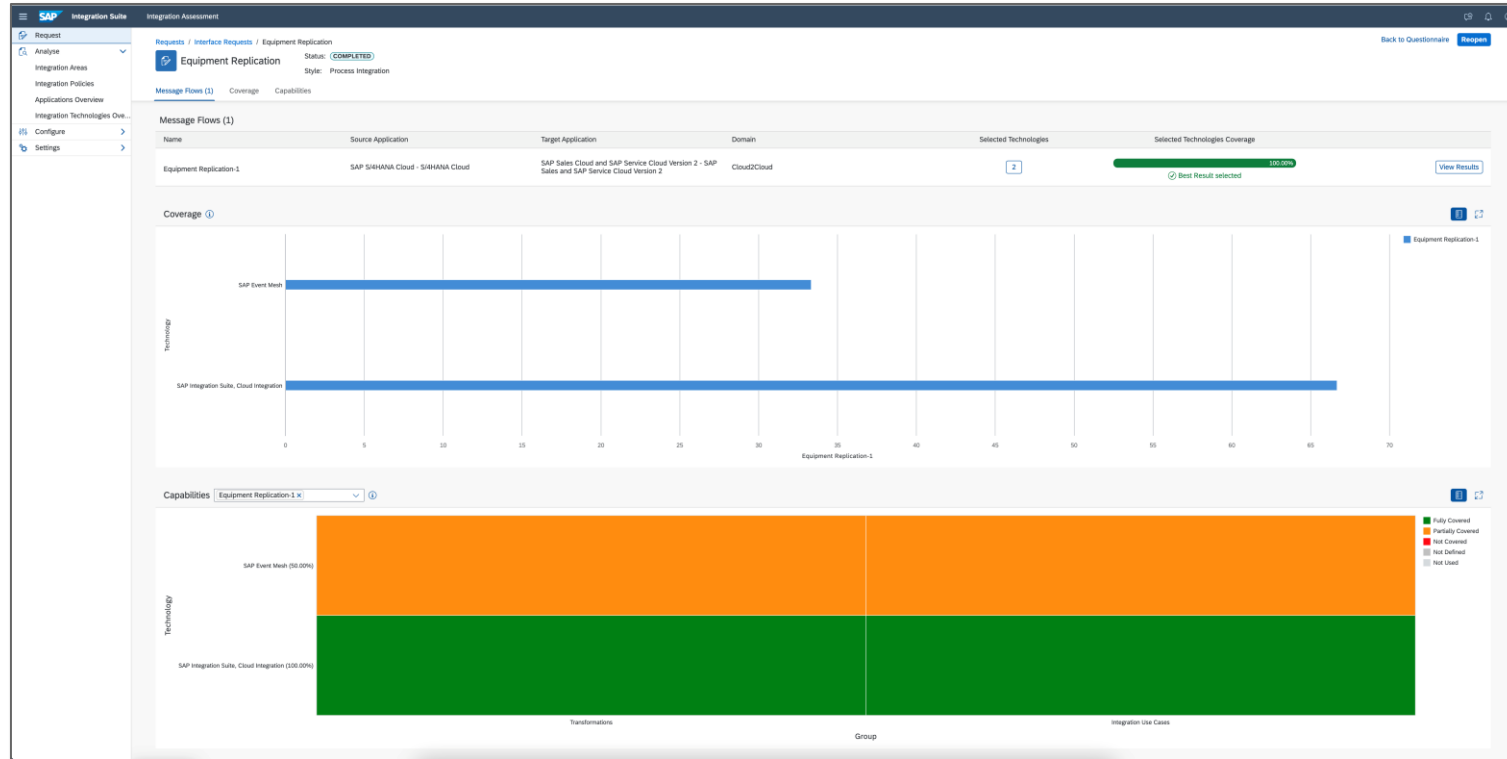 SAP Integration Suite Integration Assessment
Request
Analyse
Integration Areas
Integration Policies
Applications Overview
Integration Technologies Ove...
Configure
Settings
Requests / Interface Requests / Equipment Replication
Back to Questionnaire Reopen
Equipment Replication
Status: COMPLETED
Style: Process Integration
Message Flows (1) Coverage Capabilities
Message Flows (1)
Name Source Application Target Application Domain Selected Technologies Selected Technologies Coverage
Equipment Replication-1 SAP S/4HANA Cloud - S/4HANA Cloud SAP Sales Cloud and SAP Service Cloud Version 2 - SAP
Sales and SAP Service Cloud Version 2 Cloud2Cloud 2 100.00% View Results
Best Result selected
Coverage
Equipment Replication-1
SAP Event Mesh
Technology
SAP Integration Suite, Cloud Integration
0 5 10 15 20 25 30 35 40 45 50 55 60 65 70
Equipment Replication-1
Capabilities Equipment Replication-1
Fully Covered
Partially Covered
Not Covered
Not Defined
Not Used
SAP Event Mesh (50.00%)
Technology
SAP Integration Suite, Cloud Integration (100.00%)
Transformations Integration Use Cases
Group